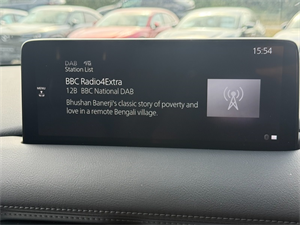 DAB
15:54
Station List
BBC Radio4Extra
12B BBC National DAB
Bhushan Banerji's classic story of poverty and
love in a remote Bengali village.
MENU